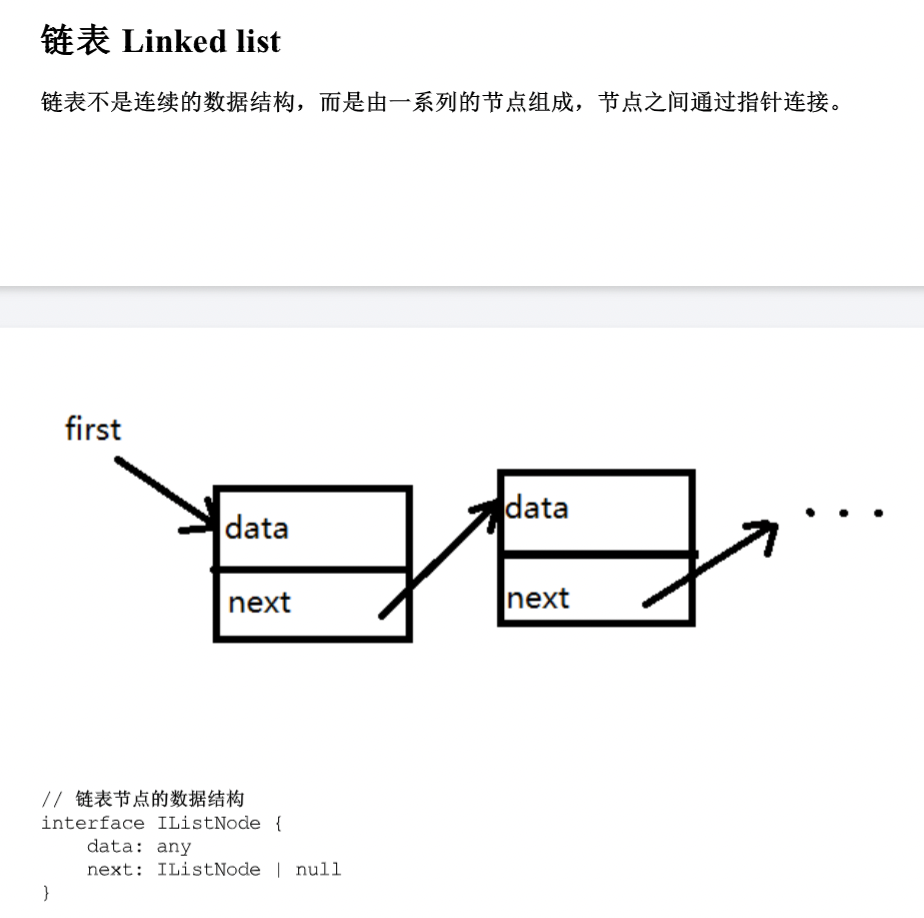 链表 Linked list
链表不是连续的数据结构，而是由一系列的节点组成，节点之间通过指针连接。
first
data
next
data
next
// 链表节点的数据结构
interface IListNode {
    data: any
    next: IListNode | null
}